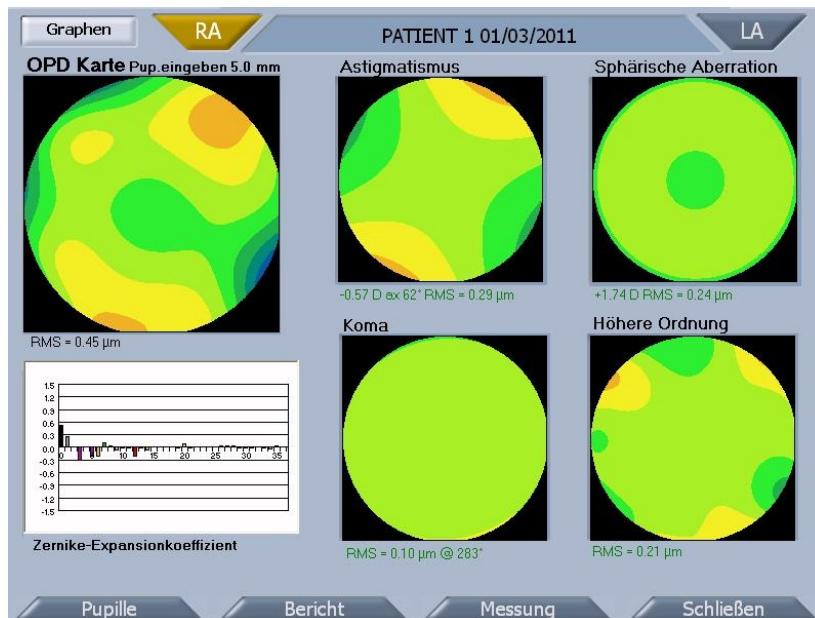 Graphen
RA
PATIENT 1 01/03/2011
LA
OPD Karte Pup.eingeben 5.0 mm
RMS = 0.45 µm
Astigmatismus
-0.57 D ax 62° RMS = 0.29 µm
Sphärische Aberration
+1.74 D RMS = 0.24 µm
1.5
1.2
0.9
0.6
0.3
0.0
-0.3
-0.6
-0.9
-1.2
-1.5
0 5 10 15 20 25 30 35
Zernike-Expansionkoeffizient
Koma
RMS = 0.10 µm @ 283°
Höhere Ordnung
RMS = 0.21 µm
Pupille
Bericht
Messung
Schließen